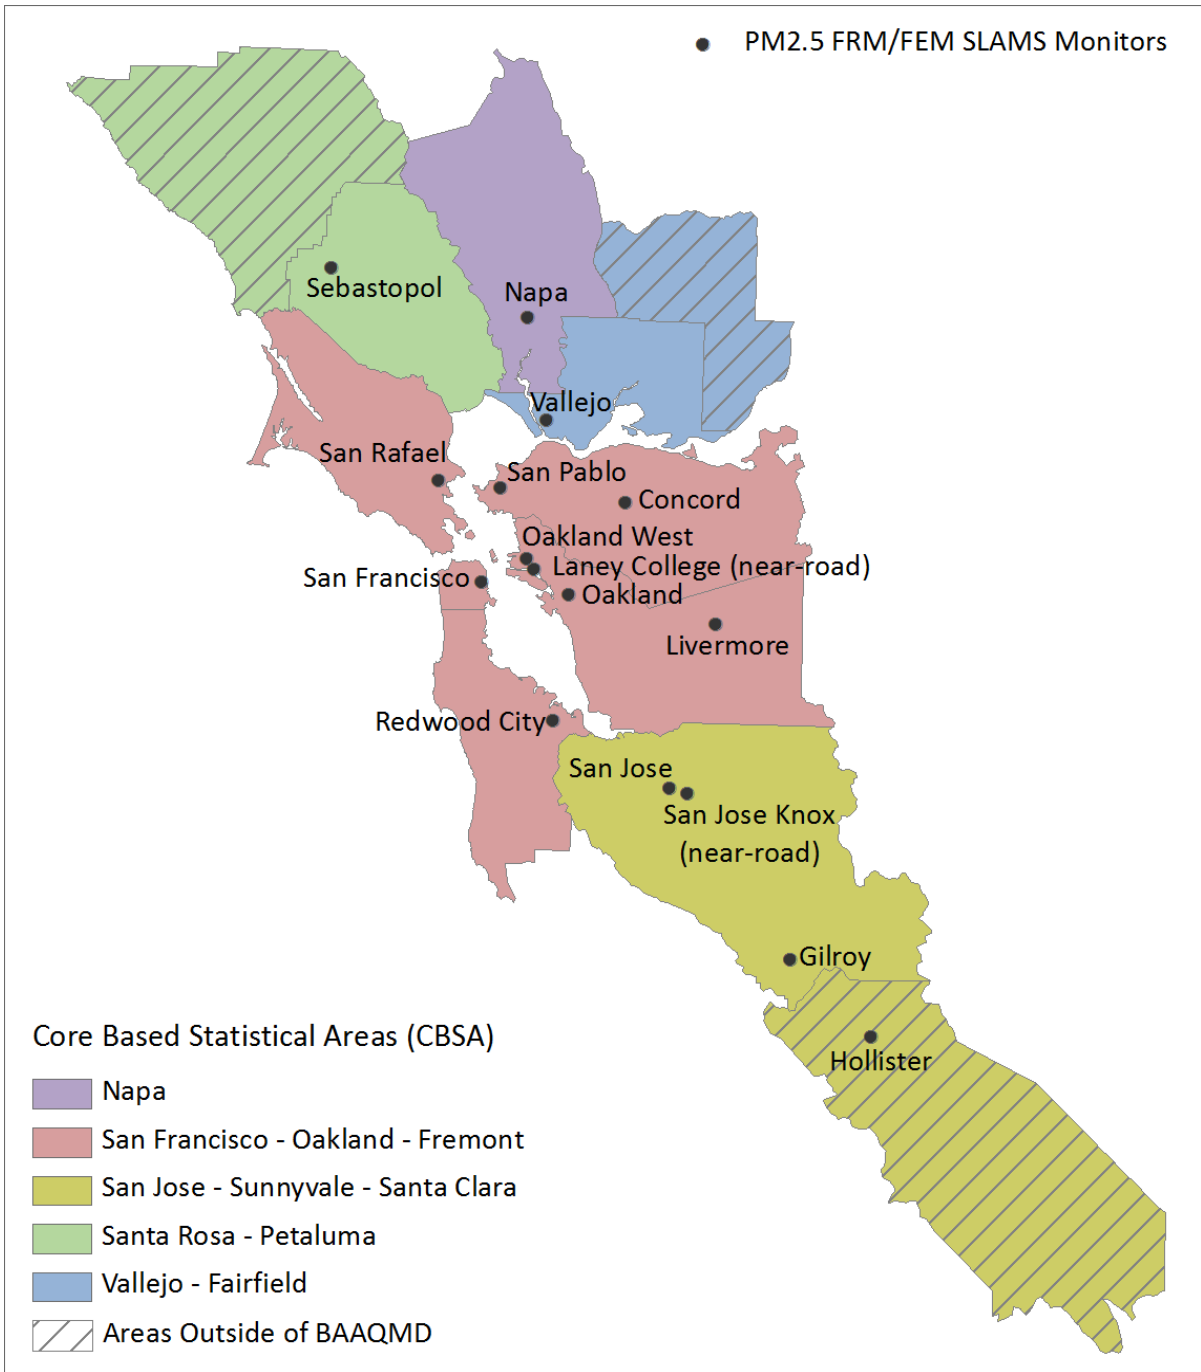 PM2.5 FRM/FEM SLAMS Monitors
Sebastopol
Napa
Vallejo
San Rafael
San Pablo
Concord
Oakland West
Laney College (near-road)
San Francisco
Oakland
Livermore
Redwood City
San Jose
San Jose Knox
(near-road)
Gilroy
Hollister
Core Based Statistical Areas (CBSA)
Napa
San Francisco - Oakland - Fremont
San Jose - Sunnyvale - Santa Clara
Santa Rosa - Petaluma
Vallejo - Fairfield
Areas Outside of BAAQMD